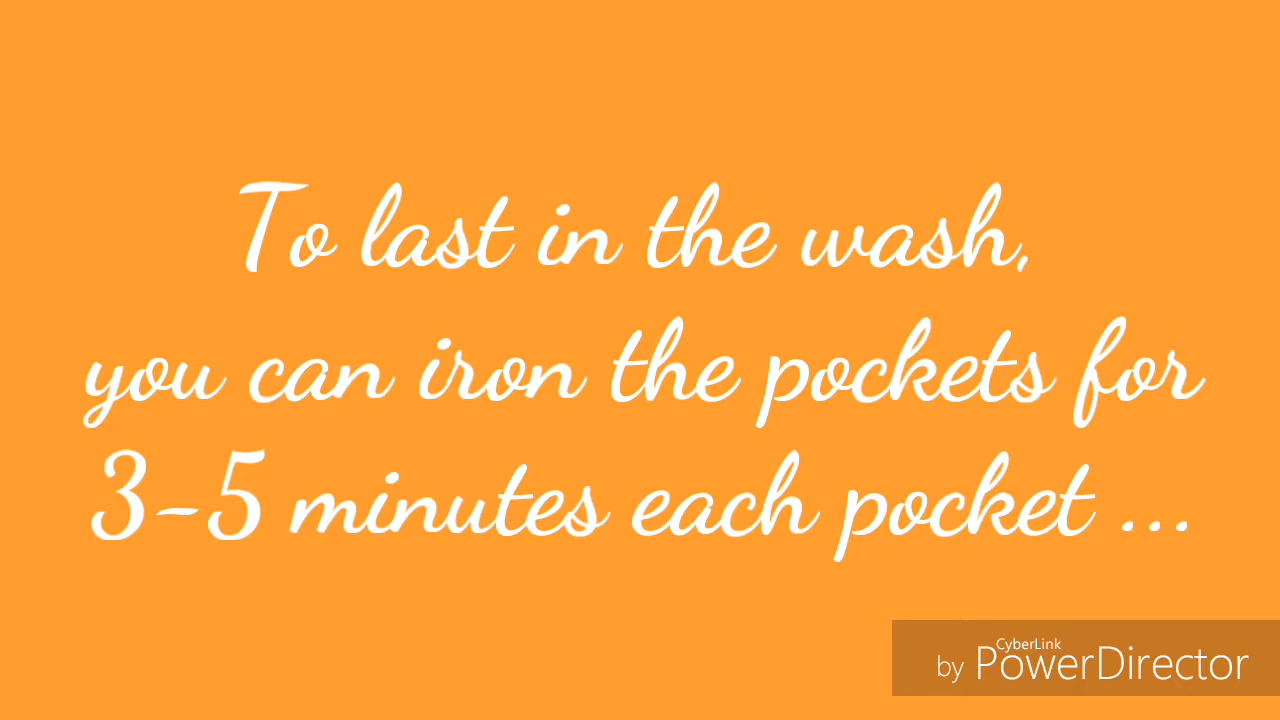 To last in the wash,
you can iron the pockets for
3-5 minutes each pocket ...
CyberLink
by PowerDirector